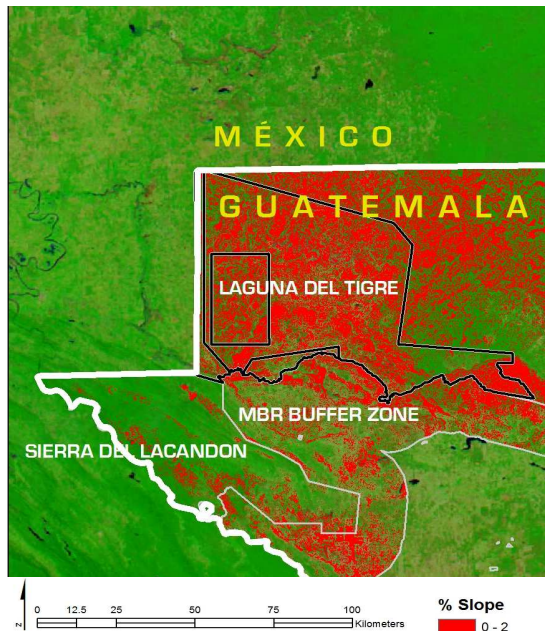 MÉXICO
GUATEMALA
LAGUNA DEL TIGRE
MBR BUFFER ZONE
SIERRA DEL LACANDON
N
0 12.5 25 50 75 100
Kilometers
% Slope
0 - 2